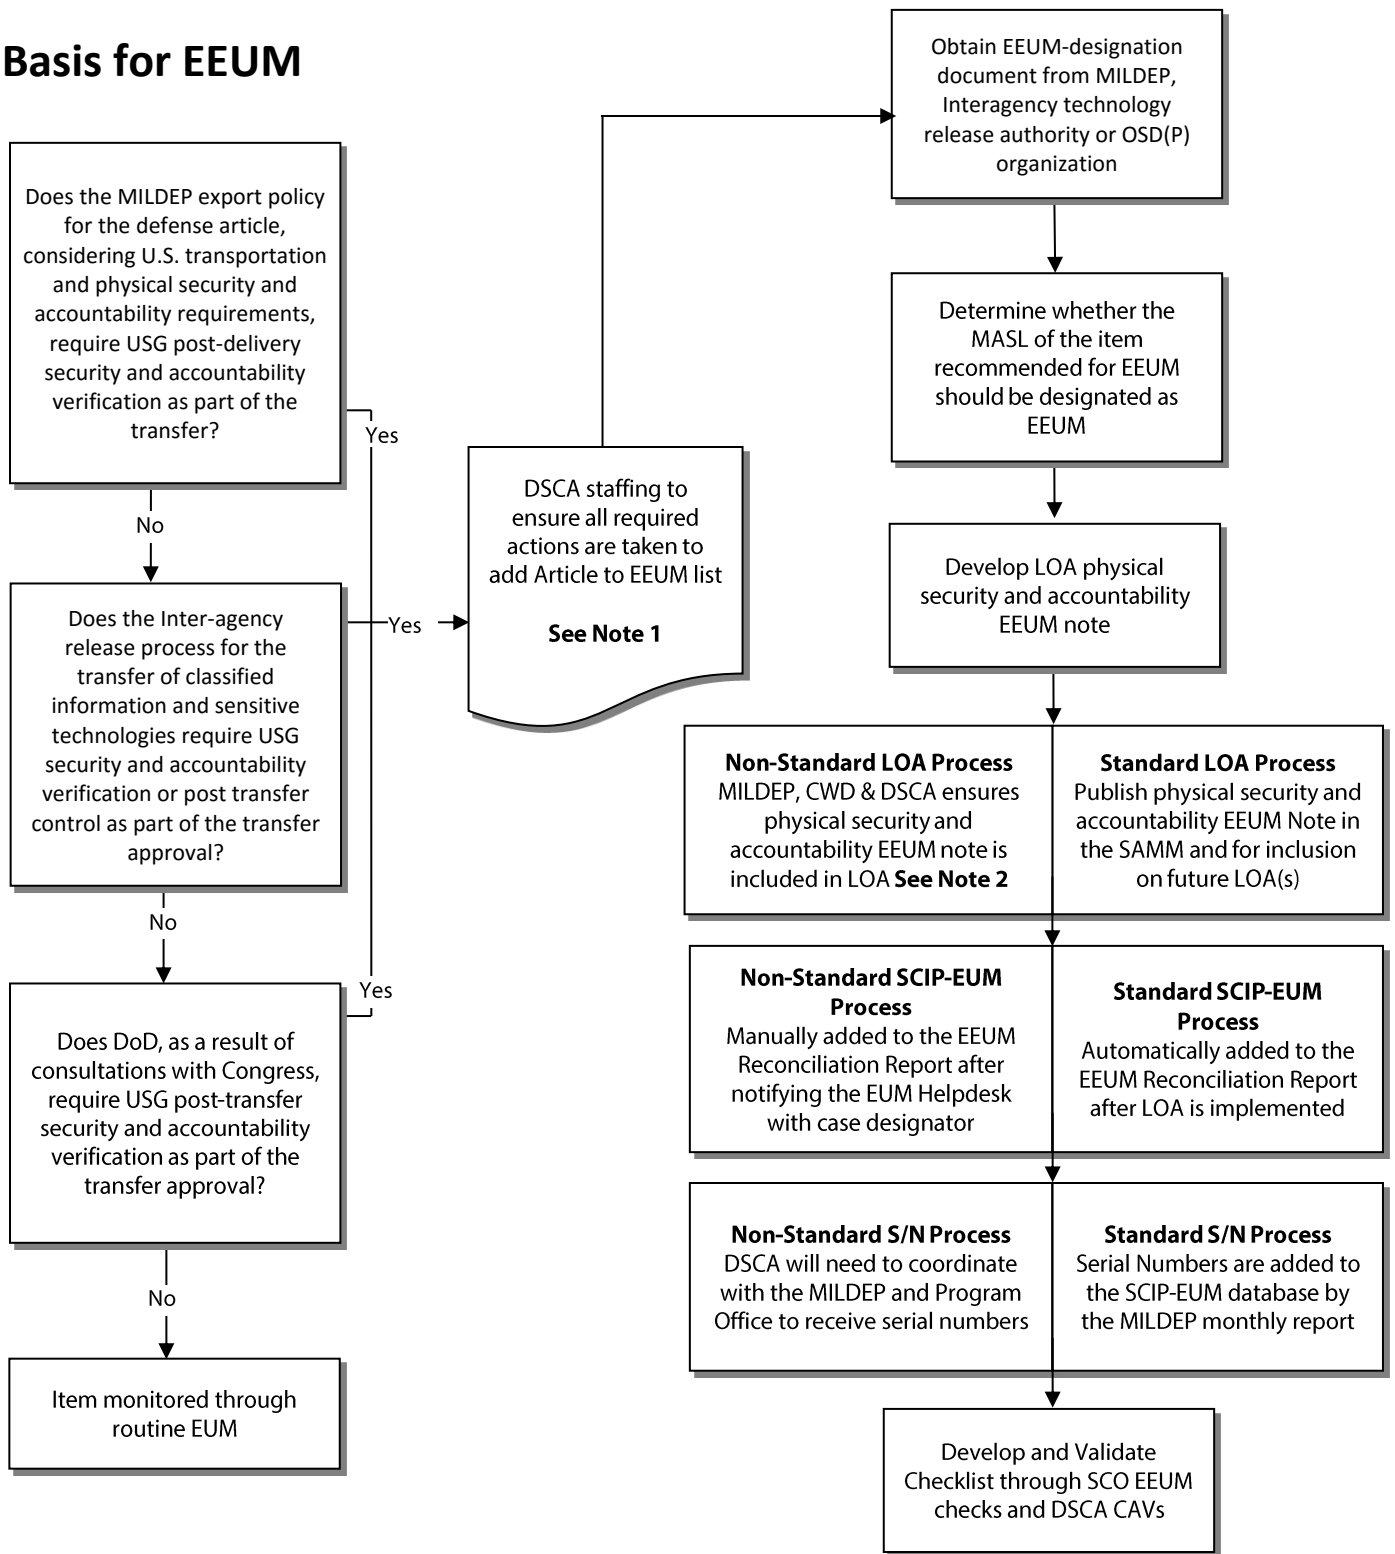 Basis for EEUM
Does the MILDEP export policy
for the defense article,
considering U.S. transportation
and physical security and
accountability requirements,
require USG post-delivery
security and accountability
verification as part of the
transfer?
Yes
No
Does the Inter-agency
release process for the
transfer of classified
information and sensitive
technologies require USG
security and accountability
verification or post transfer
control as part of the transfer
approval?
Yes
No
Does DoD, as a result of
consultations with Congress,
require USG post-transfer
security and accountability
verification as part of the
transfer approval?
Yes
No
Item monitored through
routine EUM
DSCA staffing to
ensure all required
actions are taken to
add Article to EEUM list
See Note 1
Obtain EEUM-designation
document from MILDEP,
Interagency technology
release authority or OSD(P)
organization
Determine whether the
MASL of the item
recommended for EEUM
should be designated as
EEUM
Develop LOA physical
security and accountability
EEUM note
Non-Standard LOA Process
MILDEP, CWD & DSCA ensures
physical security and
accountability EEUM note is
included in LOA See Note 2
Standard LOA Process
Publish physical security and
accountability EEUM Note in
the SAMM and for inclusion
on future LOA(s)
Non-Standard SCIP-EUM
Process
Manually added to the EEUM
Reconciliation Report after
notifying the EUM Helpdesk
with case designator
Standard SCIP-EUM
Process
Automatically added to the
EEUM Reconciliation Report
after LOA is implemented
Non-Standard S/N Process
DSCA will need to coordinate
with the MILDEP and Program
Office to receive serial numbers
Standard S/N Process
Serial Numbers are added to
the SCIP-EUM database by
the MILDEP monthly report
Develop and Validate
Checklist through SCO EEUM
checks and DSCA CAVs